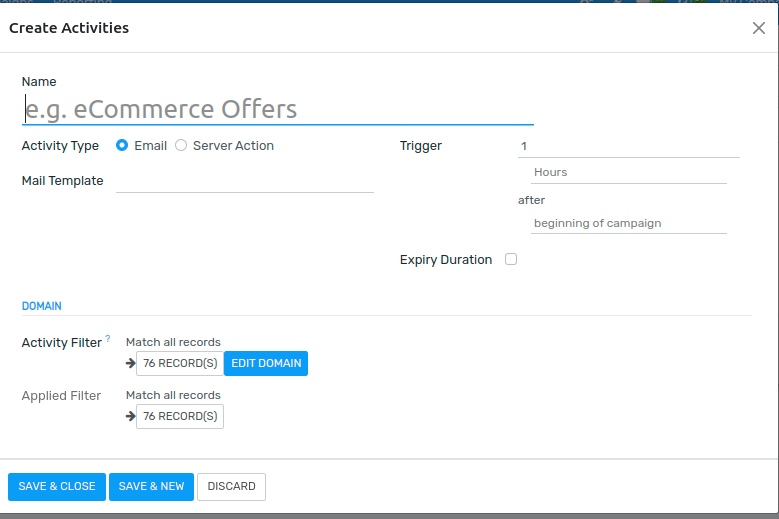 Create Activities
Name
e.g. eCommerce Offers
Activity Type Email Server Action
Trigger 1
Hours
after
beginning of campaign
Mail Template
Expiry Duration
DOMAIN
Activity Filter ? Match all records
76 RECORD(S) EDIT DOMAIN
Applied Filter Match all records
76 RECORD(S)
SAVE & CLOSE SAVE & NEW DISCARD